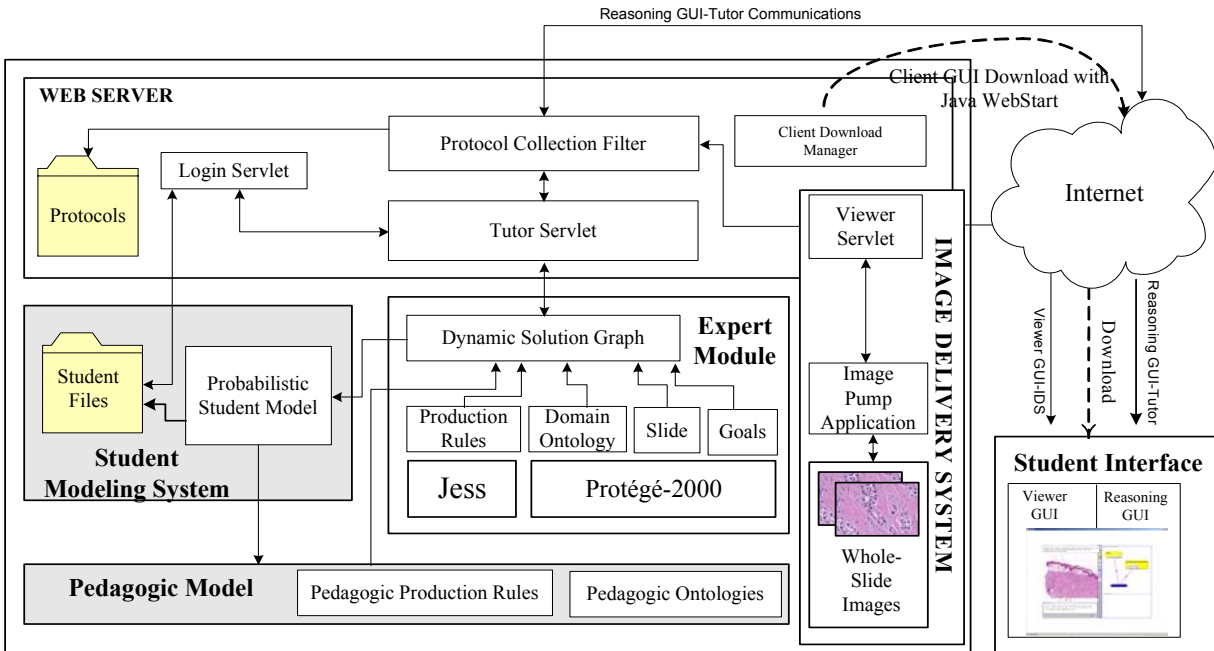 Reasoning GUI-Tutor Communications
Client GUI Download with
Java WebStart
WEB SERVER
Protocol Collection Filter
Client Download
Manager
Login Servlet
Protocols
Tutor Servlet
Viewer
Servlet
Internet
IMAGE DELIVERY SYSTEM
Viewer GUI-IDS
Download
Reasoning GUI-Tutor
Dynamic Solution Graph
Expert
Module
Student
Files
Probabilistic
Student Model
Student
Modeling System
Production
Rules
Domain
Ontology
Slide
Goals
Jess
Protégé-2000
Image
Pump
Application
Whole-
Slide
Images
Student Interface
Viewer
GUI
Reasoning
GUI
Pedagogic Model
Pedagogic Production Rules
Pedagogic Ontologies